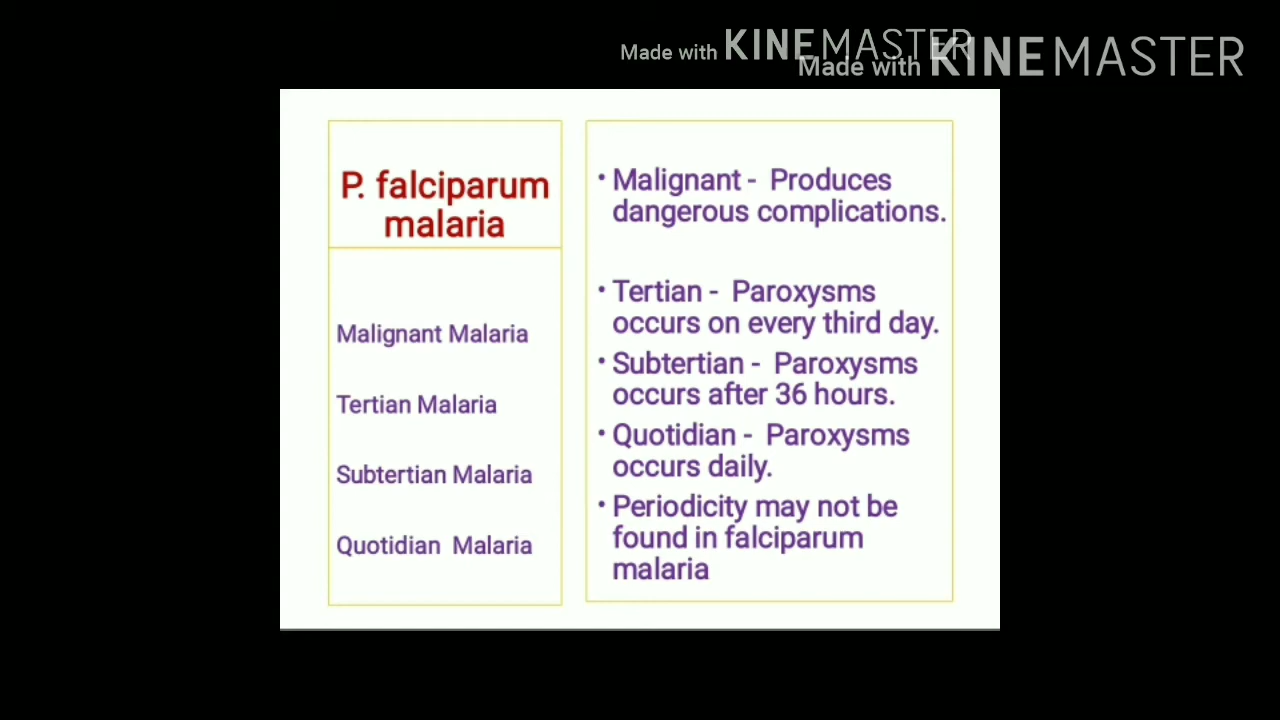 Made with KINEMASTER
Made with KINEMASTER
P. falciparum
malaria
Malignant Malaria
Tertian Malaria
Subtertian Malaria
Quotidian Malaria
• Malignant - Produces
dangerous complications.
• Tertian - Paroxysms
occurs on every third day.
• Subtertian - Paroxysms
occurs after 36 hours.
• Quotidian - Paroxysms
occurs daily.
• Periodicity may not be
found in falciparum
malaria